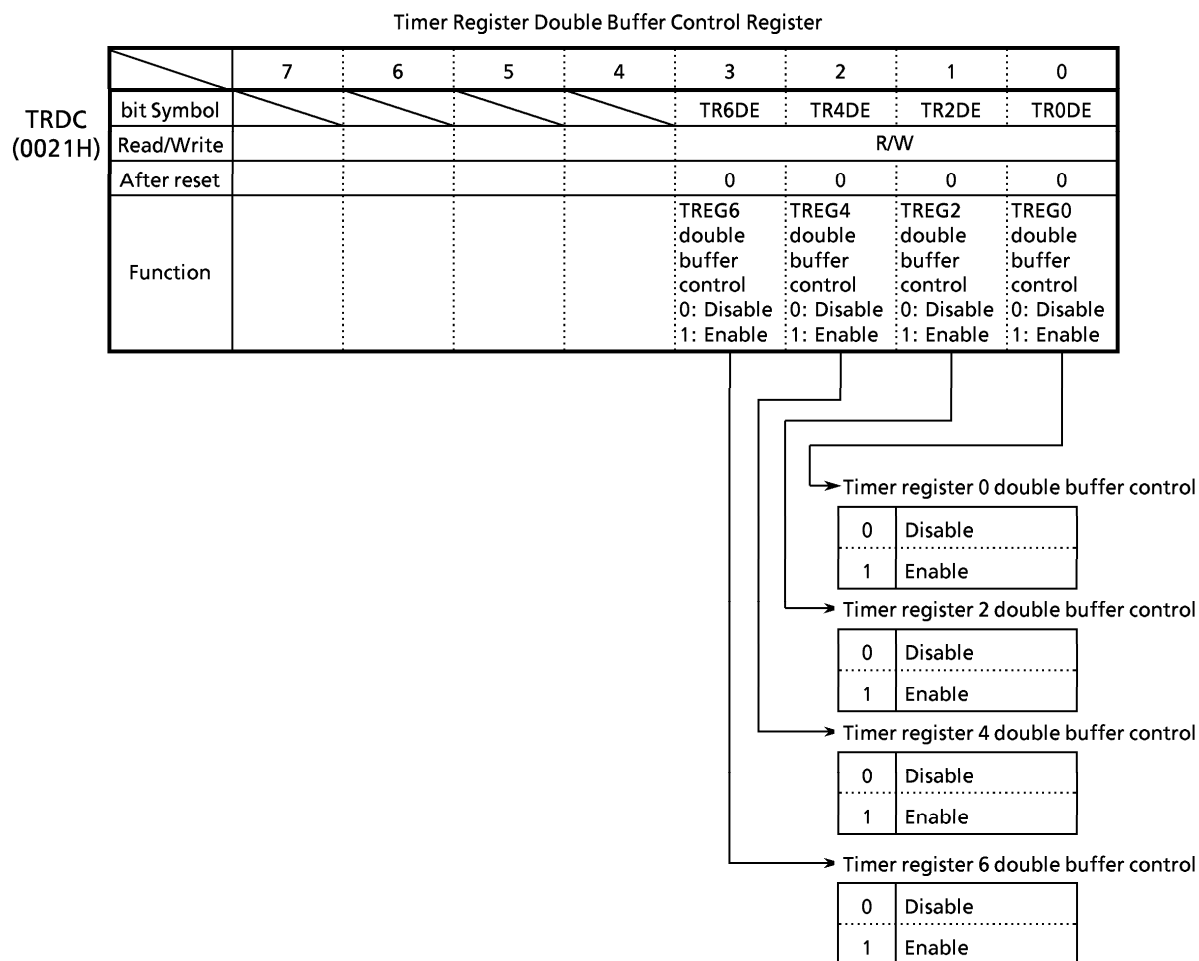 Timer Register Double Buffer Control Register
7 6 5 4 3 2 1 0
TRDC
(0021H)
bit Symbol TR6DE TR4DE TR2DE TR0DE
Read/Write R/W
After reset 0 0 0 0
Function
TREG6 TREG4 TREG2 TREG0
double double double double
buffer buffer buffer buffer
control control control control
0: Disable 0: Disable 0: Disable 0: Disable
1: Enable 1: Enable 1: Enable 1: Enable
Timer register 0 double buffer control
0 Disable
1 Enable
Timer register 2 double buffer control
0 Disable
1 Enable
Timer register 4 double buffer control
0 Disable
1 Enable
Timer register 6 double buffer control
0 Disable
1 Enable